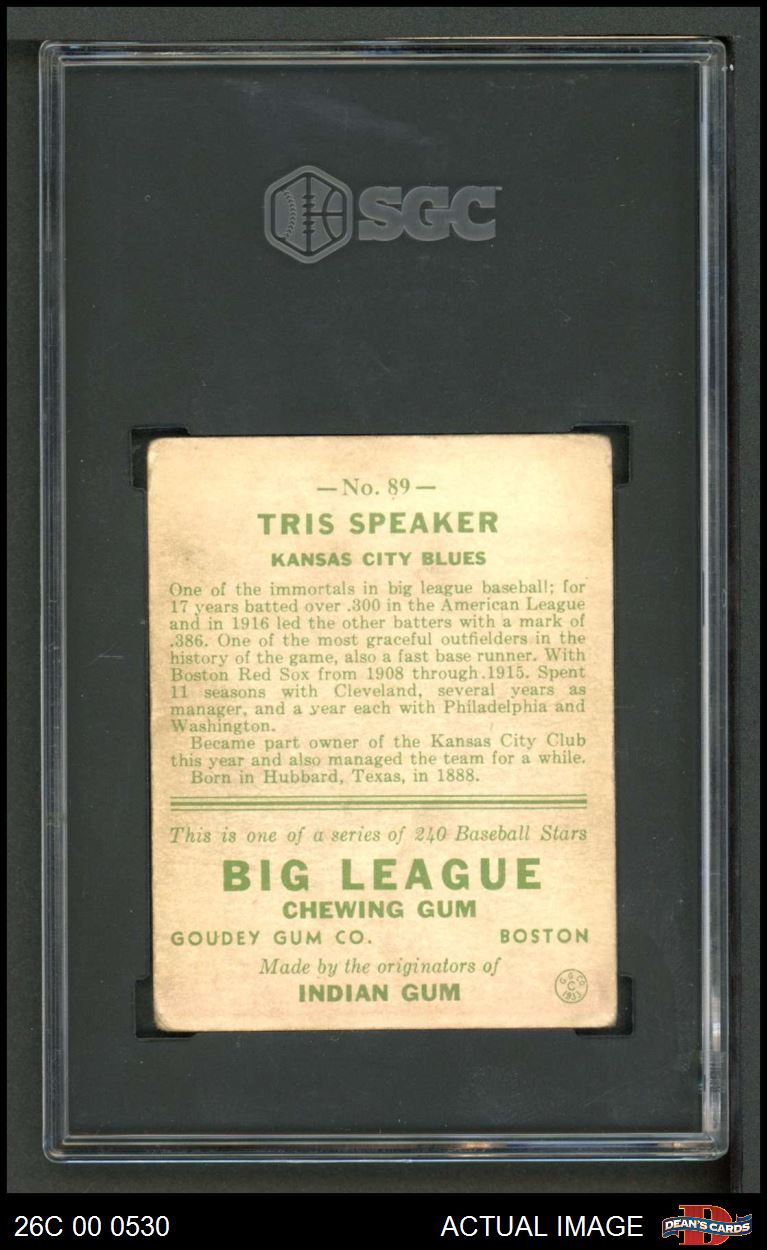 SGC
— No. 89 —
TRIS SPEAKER
KANSAS CITY BLUES
One of the immortals in big league baseball; for
17 years batted over .300 in the American League
and in 1916 led the other batters with a mark of
.386. One of the most graceful outfielders in the
history of the game, also a fast base runner. With
Boston Red Sox from 1908 through 1915. Spent
11 seasons with Cleveland, several years as
manager, and a year each with Philadelphia and
Washington.
Became part owner of the Kansas City Club
this year and also managed the team for a while.
Born in Hubbard, Texas, in 1888.
This is one of a series of 240 Baseball Stars
BIG LEAGUE
CHEWING GUM
GOUDEY GUM CO. BOSTON
Made by the originators of
INDIAN GUM
G. G. CO.
C
1933
26C 00 0530 ACTUAL IMAGE D DEAN'S CARDS